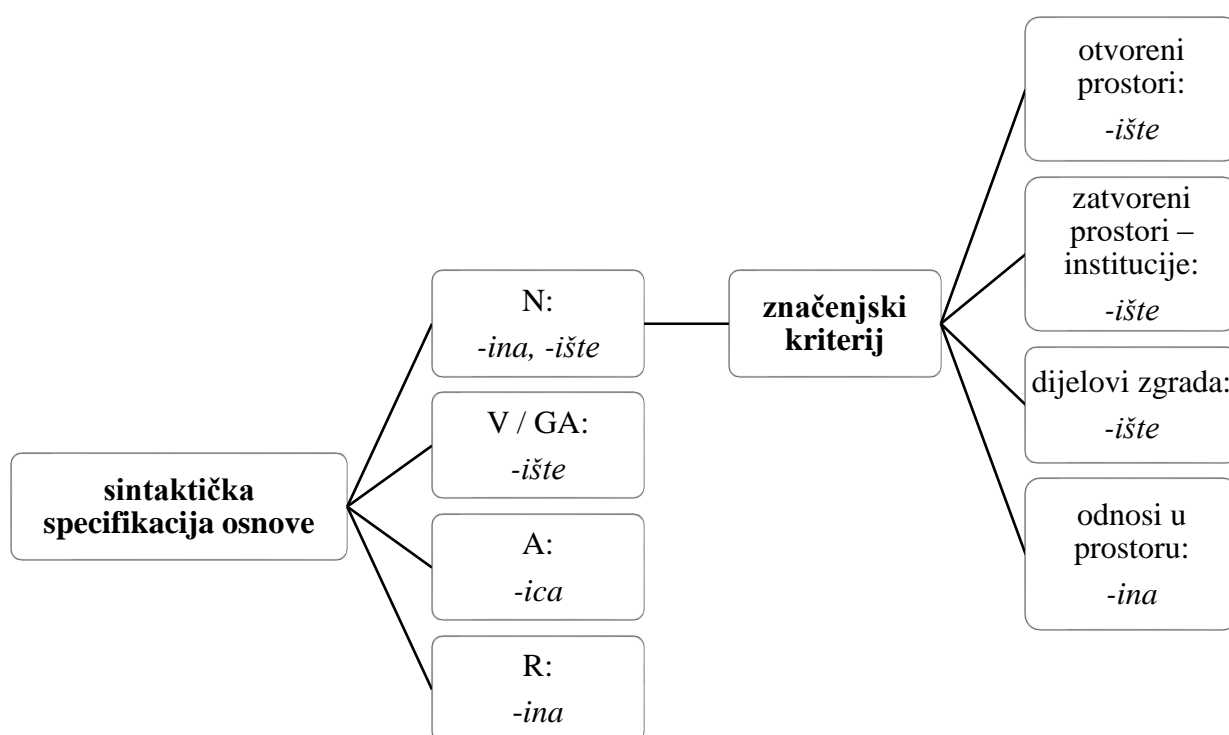 sintaktička
specifikacija osnove
N:
-ina, -ište
V / GA:
-ište
A:
-ica
R:
-ina
značenjski
kriterij
otvoreni
prostori:
-ište
zatvoreni
prostori –
institucije:
-ište
dijelovi zgrada:
-ište
odnosi u
prostoru:
-ina